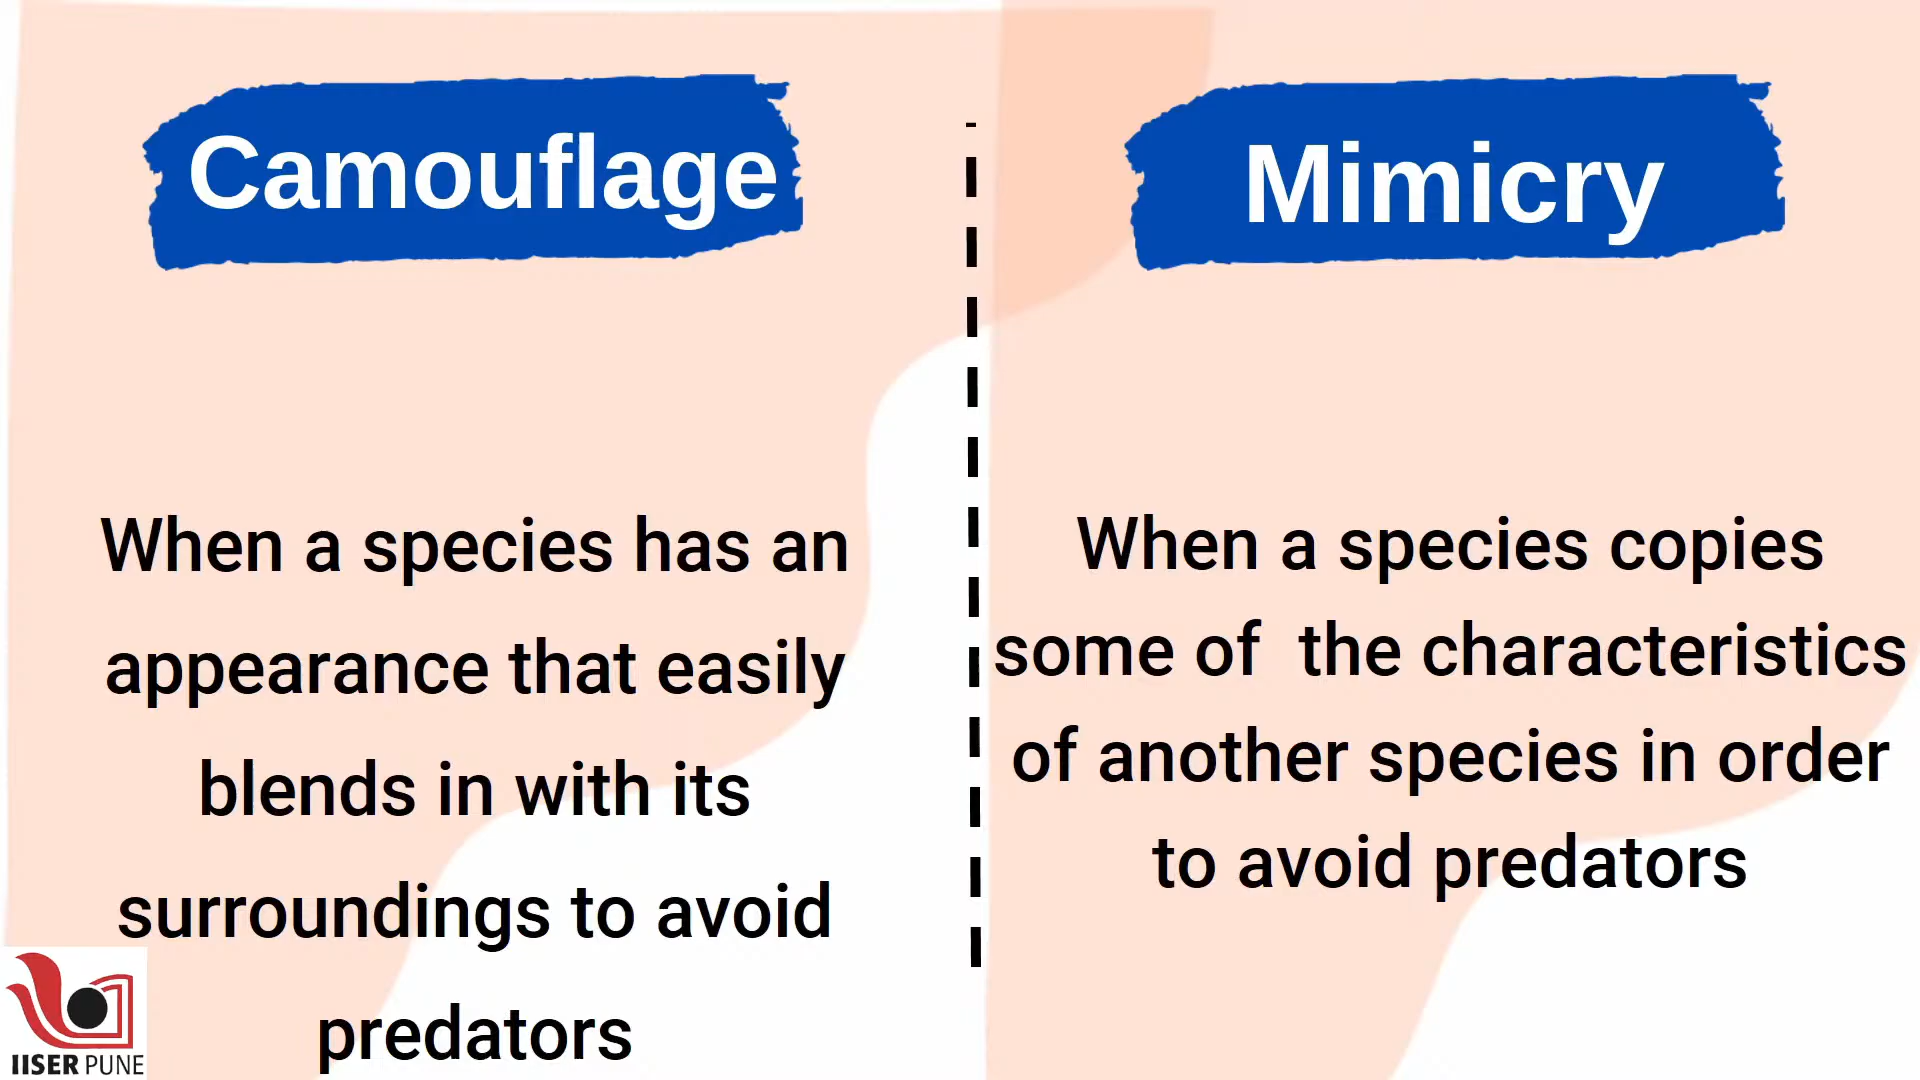 Camouflage
When a species has an
appearance that easily
blends in with its
surroundings to avoid
predators
Mimicry
When a species copies
some of  the characteristics
of another species in order
to avoid predators
IISER PUNE